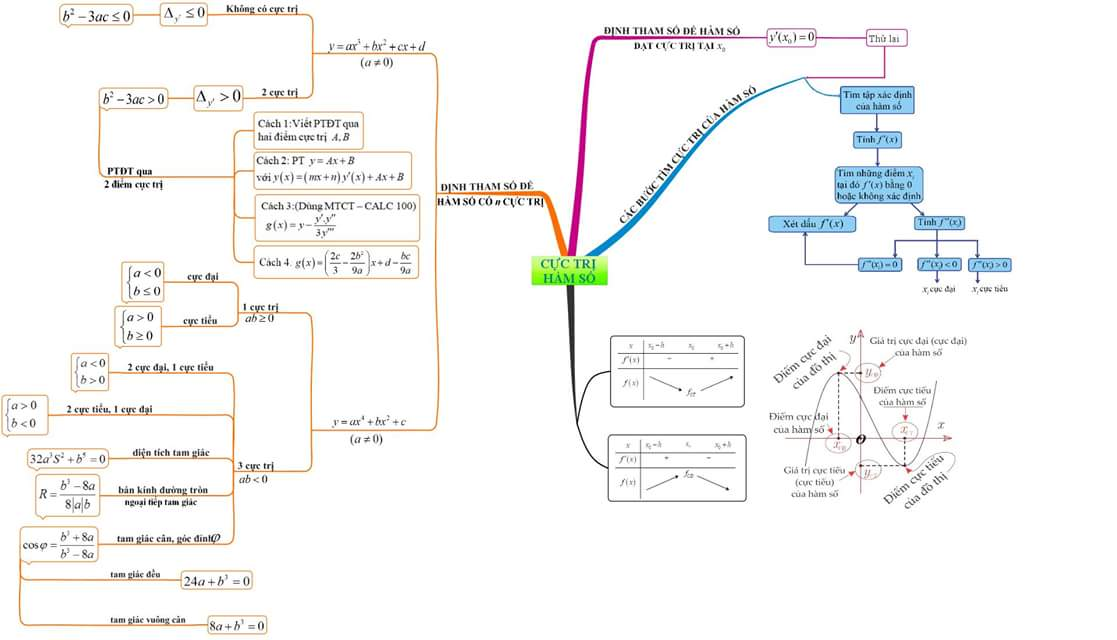 CỰC TRỊ
HÀM SỐ
ĐỊNH THAM SỐ ĐỂ HÀM SỐ
ĐẠT CỰC TRỊ TẠI x₀
y'(x₀) = 0
Thử lai
CÁC BƯỚC TÌM CỰC TRỊ CỦA HÀM SỐ
Tìm tập xác định
của hàm số
Tính f'(x)
Tìm những điểm xᵢ
tại đó f'(x) bằng 0
hoặc không xác định
Xét dấu f'(x)
Tính f''(xᵢ)
f''(xᵢ) = 0
f''(xᵢ) < 0
f''(xᵢ) > 0
xᵢ cực đại
xᵢ cực tiểu
x x₀ – h x₀ x₀ + h
f'(x) – +
f(x) f_CT
x x₀ – h x₀ x₀ + h
f'(x) + –
f(x) f_CĐ
y
Giá trị cực đại (cực đại)
của hàm số
Điểm cực đại
của đồ thị
y_CĐ
Điểm cực tiểu
của hàm số
x
Điểm cực đại
của hàm số
x_CĐ
O
x_CT
Giá trị cực tiểu
(cực tiểu)
của hàm số
y_CT
Điểm cực tiểu
của đồ thị
ĐỊNH THAM SỐ ĐỂ
HÀM SỐ CÓ n CỰC TRỊ
y = ax³ + bx² + cx + d
(a ≠ 0)
Không có cực trị
Δy' ≤ 0
b² – 3ac ≤ 0
2 cực trị
Δy' > 0
b² – 3ac > 0
PTĐT qua
2 điểm cực trị
Cách 1:Viết PTĐT qua
hai điểm cực trị A, B
Cách 2: PT y = Ax + B
với y(x) = (mx + n) y'(x) + Ax + B
Cách 3:(Dùng MTCT – CALC 100)
g(x) = y – y'.y''/3y'''
Cách 4. g(x) = (2c/3 – 2b²/9a)x + d – bc/9a
y = ax⁴ + bx² + c
(a ≠ 0)
1 cực trị
ab ≥ 0
cực đại
a < 0
b ≤ 0
cực tiểu
a > 0
b ≥ 0
3 cực trị
ab < 0
2 cực đại, 1 cực tiểu
a < 0
b > 0
2 cực tiểu, 1 cực đại
a > 0
b < 0
diện tích tam giác
32a³S² + b⁵ = 0
bán kính đường tròn
ngoại tiếp tam giác
R = b³ – 8a / 8|a|b
tam giác cân, góc đỉnh φ
cos φ = b³ + 8a / b³ – 8a
tam giác đều
24a + b³ = 0
tam giác vuông cân
8a + b³ = 0